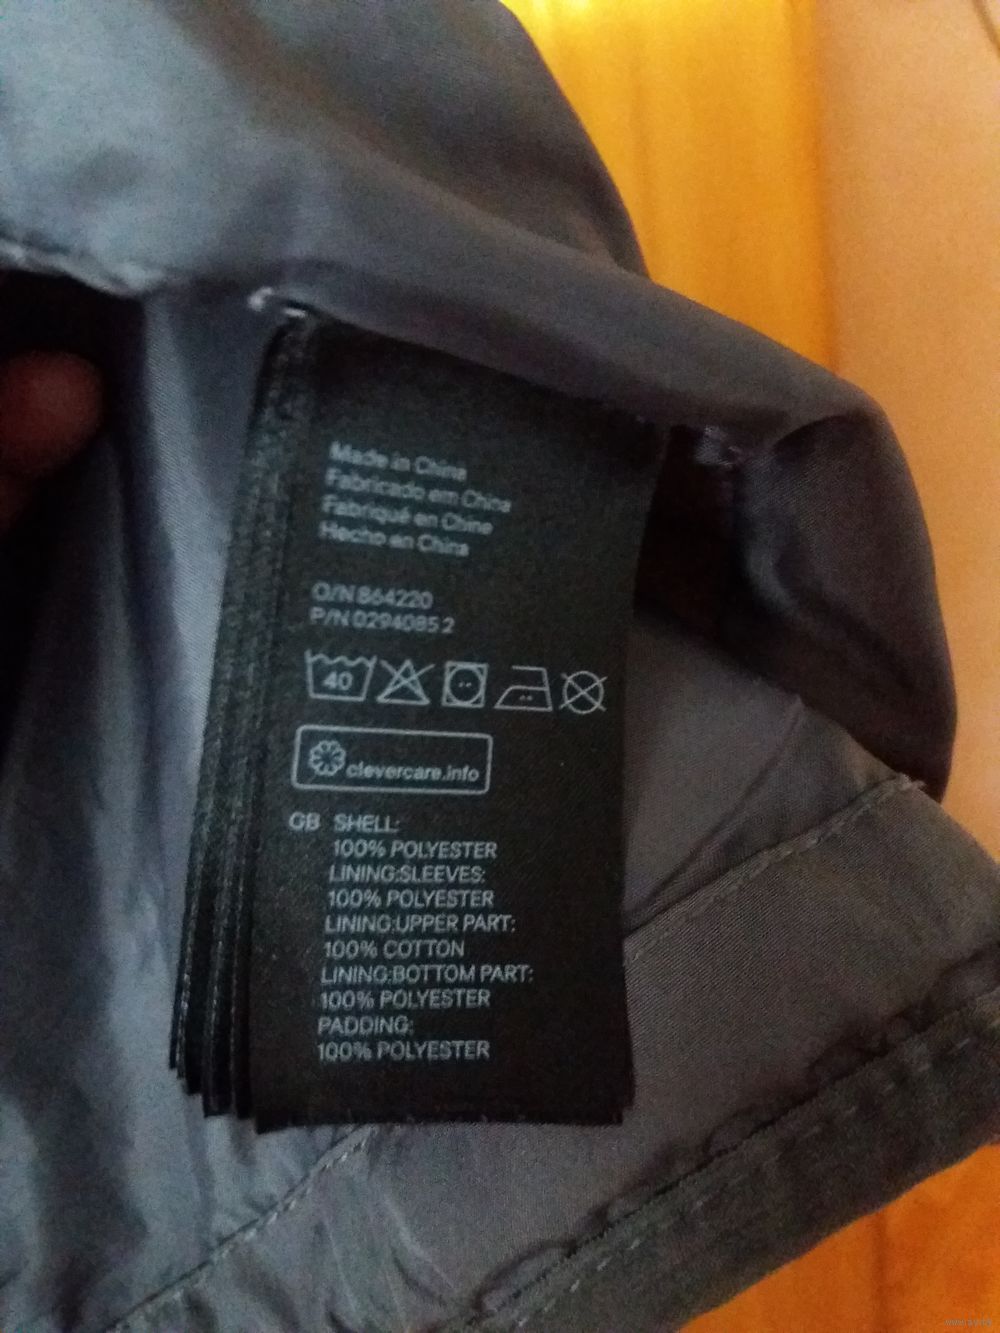 Made in China
Fabricado em China
Fabriqué en Chine
Hecho en China
O/N 864220
P/N 0294085 2
40
clevercare.info
GB SHELL:
100% POLYESTER
LINING:SLEEVES:
100% POLYESTER
LINING:UPPER PART:
100% COTTON
LINING:BOTTOM PART:
100% POLYESTER
PADDING:
100% POLYESTER